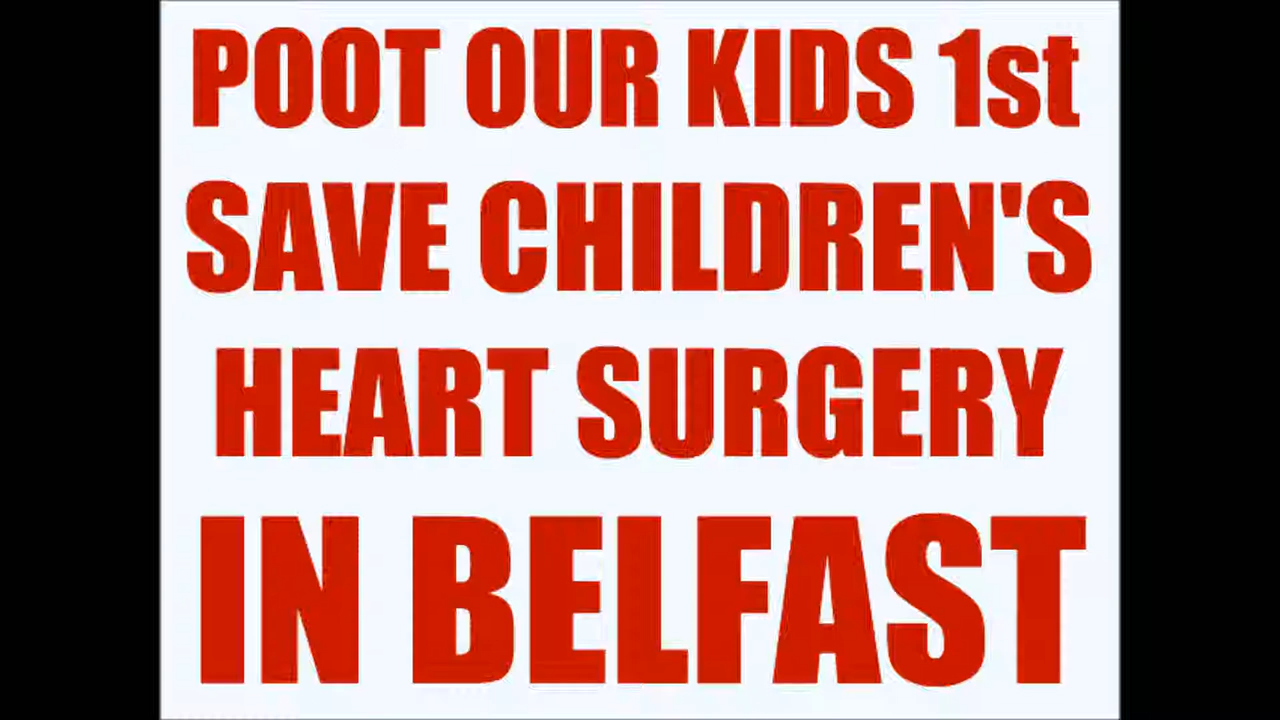 POOT OUR KIDS 1st
SAVE CHILDREN'S
HEART SURGERY
IN BELFAST